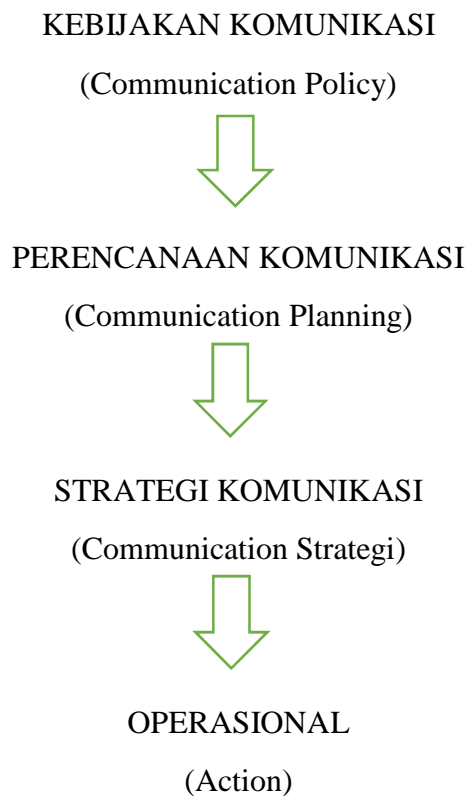 KEBIJAKAN KOMUNIKASI
(Communication Policy)
PERENCANAAN KOMUNIKASI
(Communication Planning)
STRATEGI KOMUNIKASI
(Communication Strategi)
OPERASIONAL
(Action)